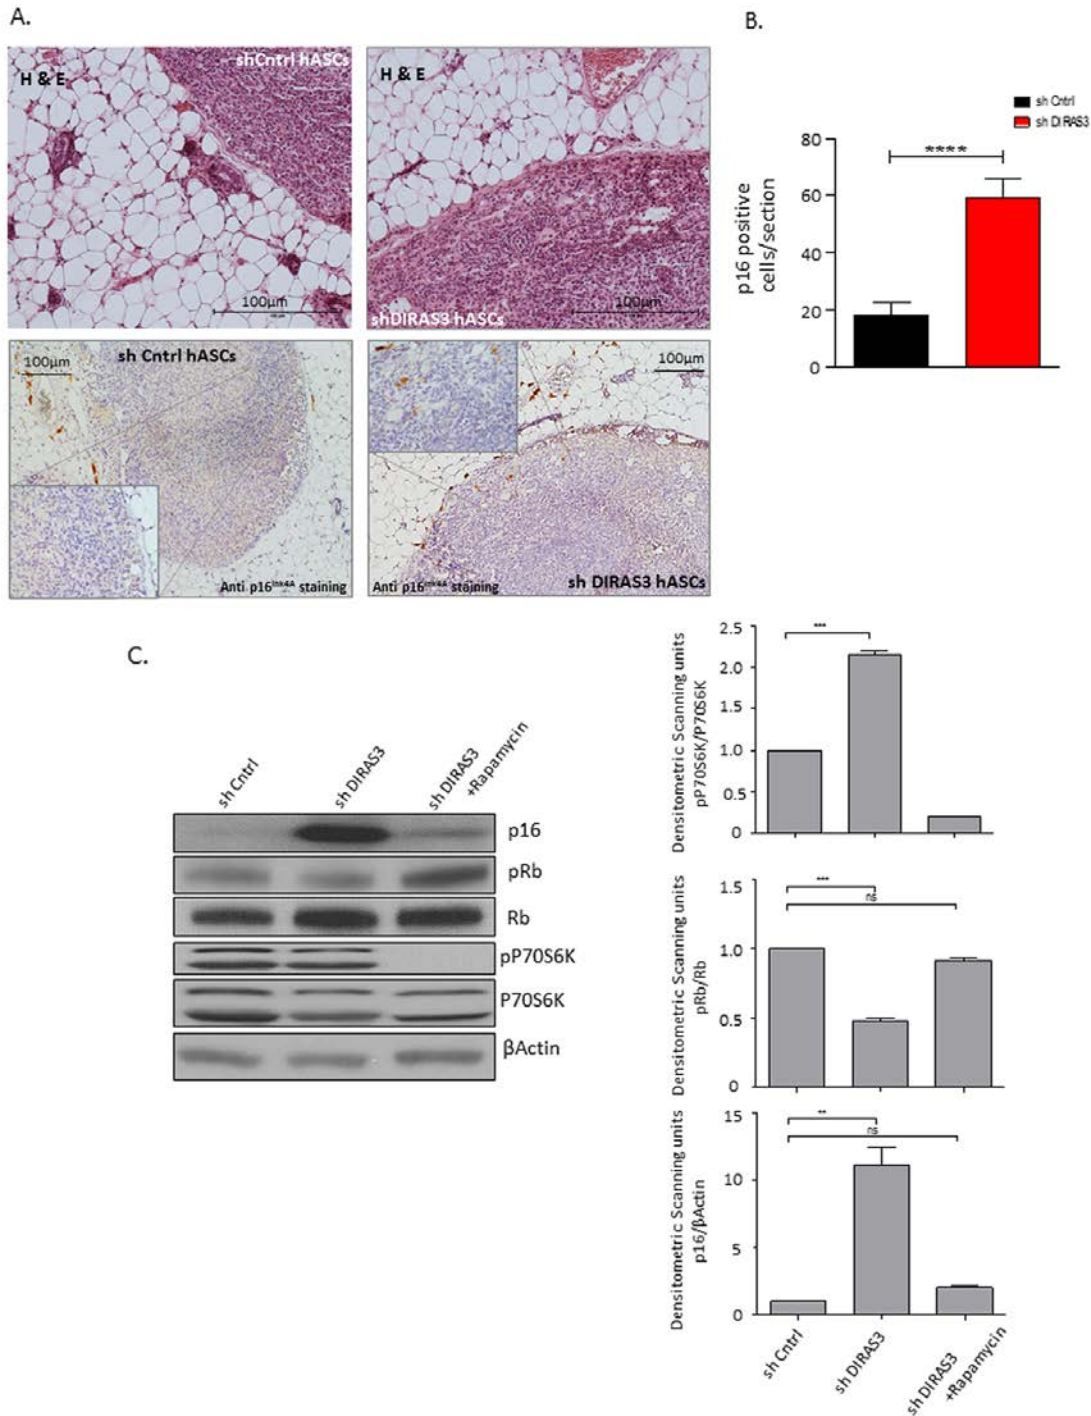 A.
H & E
shCntrl hASCs
100µm
H & E
100µm
shDIRAS3 hASCs
100µm
sh Cntrl hASCs
Anti p16Ink4A staining
100µm
Anti p16Ink4A staining
sh DIRAS3 hASCs
B.
sh Cntrl
sh DIRAS3
****
80
60
40
20
0
p16 positive
cells/section
C.
sh Cntrl
sh DIRAS3
sh DIRAS3
+Rapamycin
p16
pRb
Rb
pP70S6K
P70S6K
βActin
Densitometric Scanning units
pP70S6K/P70S6K
2.5
2.0
1.5
1.0
0.5
0
***
Densitometric Scanning units
pRb/Rb
1.5
1.0
0.5
0
***
ns
Densitometric Scanning units
p16/βActin
15
10
5
0
**
ns
sh Cntrl
sh DIRAS3
sh DIRAS3
+Rapamycin